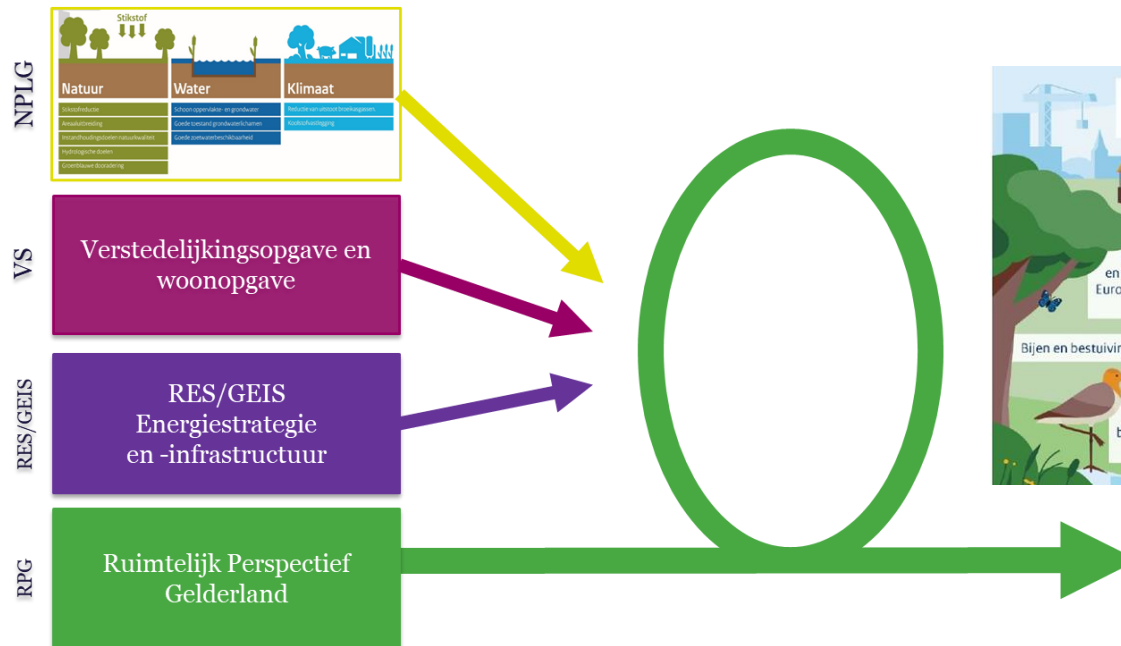 NPLG
Stikstof
Natuur
Water
Klimaat
Stikstofreductie
Areaaluitbreiding
Instandhoudingsdoelen natuurkwaliteit
Hydrologische doelen
Groenblauwe dooradering
Schoon oppervlakte- en grondwater
Goede toestand grondwaterlichamen
Goede zoetwaterbeschikbaarheid
Reductie van uitstoot broeikasgassen
Koolstofvastlegging
VS
Verstedelijkingsopgave en
woonopgave
RES/GEIS
RES/GEIS
Energiestrategie
en -infrastructuur
RPG
Ruimtelijk Perspectief
Gelderland
en
Euro
Bijen en bestuivin
b